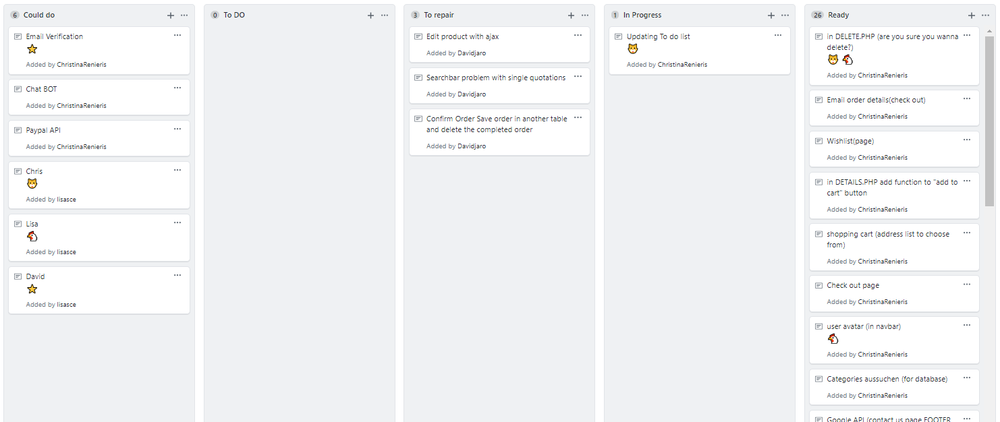 6 Could do
Email Verification
Added by ChristinaRenieris
Chat BOT
Added by ChristinaRenieris
Paypal API
Added by ChristinaRenieris
Chris
Added by lisasce
Lisa
Added by lisasce
David
Added by lisasce
0 To DO
3 To repair
Edit product with ajax
Added by Davidjaro
Searchbar problem with single quotations
Added by Davidjaro
Confirm Order Save order in another table
and delete the completed order
Added by Davidjaro
1 In Progress
Updating To do list
Added by ChristinaRenieris
26 Ready
in DELETE.PHP (are you sure you wanna
delete?)
Added by ChristinaRenieris
Email order details(check out)
Added by ChristinaRenieris
Wishlist(page)
Added by ChristinaRenieris
in DETAILS.PHP add function to "add to
cart" button
Added by ChristinaRenieris
shopping cart (address list to choose
from)
Added by ChristinaRenieris
Check out page
Added by ChristinaRenieris
user avatar (in navbar)
Added by ChristinaRenieris
Categories aussuchen (for database)
Added by ChristinaRenieris
Google API (contact us page FOOTER